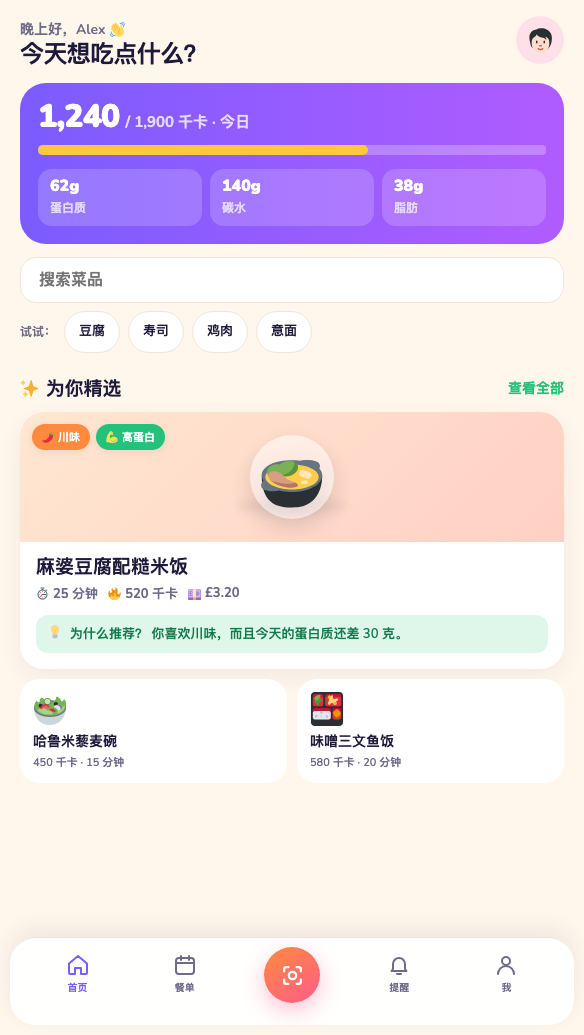 晚上好，Alex 👋
今天想吃点什么?
1,240 / 1,900 千卡 · 今日
62g
蛋白质
140g
碳水
38g
脂肪
搜索菜品
试试:
豆腐
寿司
鸡肉
意面
✨ 为你精选
查看全部
🌶️ 川味
💪 高蛋白
麻婆豆腐配糙米饭
⏱ 25 分钟 🔥 520 千卡 💷 £3.20
💡 为什么推荐? 你喜欢川味，而且今天的蛋白质还差 30 克。
哈鲁米藜麦碗
450 千卡 · 15 分钟
味噌三文鱼饭
580 千卡 · 20 分钟
首页
餐单
提醒
我